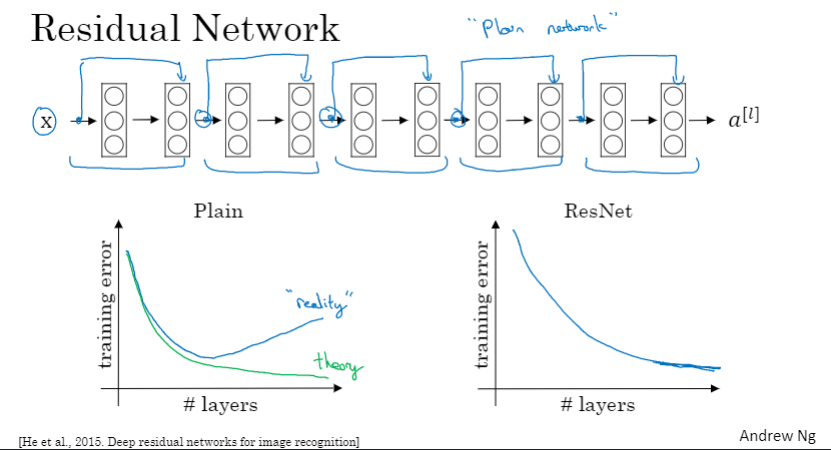 Residual Network
"Plain network"
x
a[l]
Plain
ResNet
training error
"reality"
theory
# layers
training error
# layers
[He et al., 2015. Deep residual networks for image recognition]
Andrew Ng